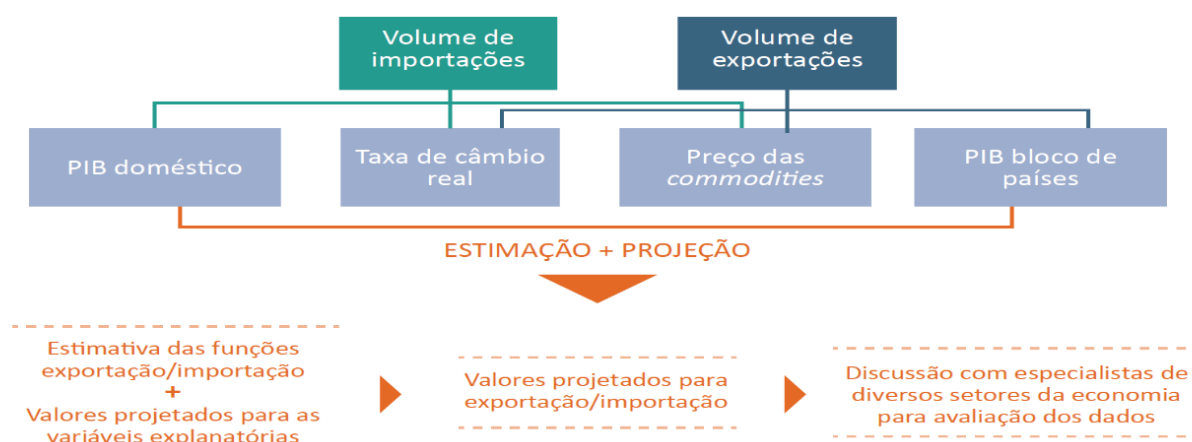 Volume de
importações
Volume de
exportações
PIB doméstico
Taxa de câmbio
real
Preço das
commodities
PIB bloco de
países
ESTIMAÇÃO + PROJEÇÃO
Estimativa das funções
exportação/importação
+
Valores projetados para as
variáveis explanatórias
Valores projetados para
exportação/importação
Discussão com especialistas de
diversos setores da economia
para avaliação dos dados